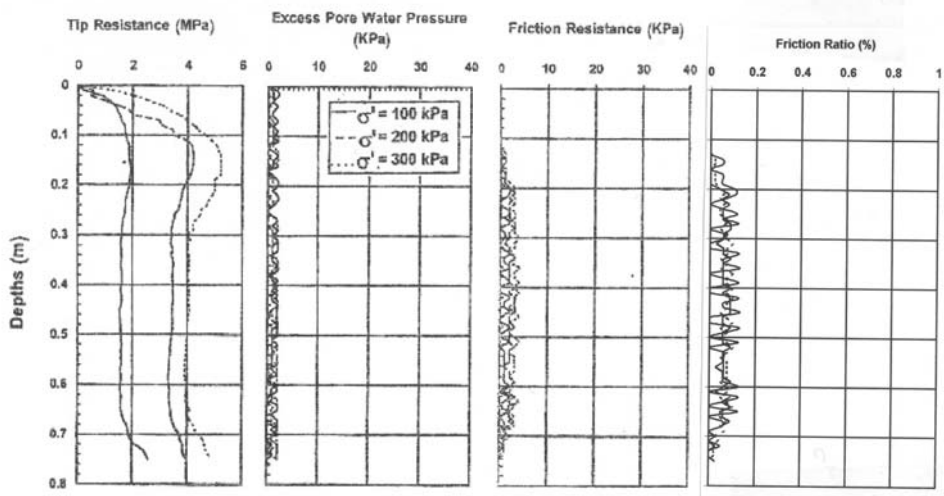 Tip Resistance (MPa)
0 2 4 6
Excess Pore Water Pressure
(KPa)
0 10 20 30 40
Friction Resistance (KPa)
0 10 20 30 40
Friction Ratio (%)
0 0.2 0.4 0.6 0.8 1
Depths (m)
0
0.1
0.2
0.3
0.4
0.5
0.6
0.7
0.8
σ' = 100 kPa
σ' = 200 kPa
σ' = 300 kPa